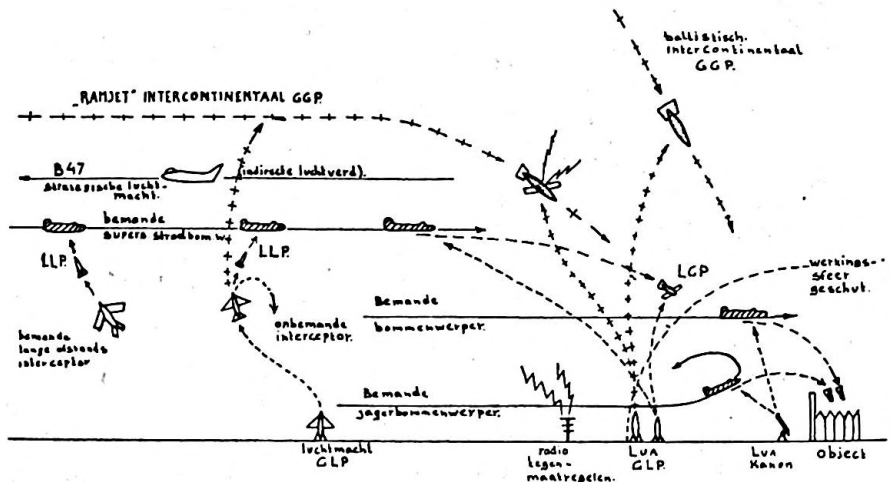 ballistisch.
intercontinentaal
GGP.
„RAMJET" INTERCONTINENTAAL GGP.
B47
strategische lucht-
macht.
(indirecte luchtverd).
bemande
supers straalbomw.
LLP.
LLP.
LGP
werkings-
sfeer
geschut.
Bemande
bommenwerper.
onbemande
interceptor.
bemande
lange afstands
interceptor
Bemande
jagerbommenwerper.
luchtmacht
GLP
radio
tegen-
maatregelen.
LUA
GLP.
LUA
Kanon
Object